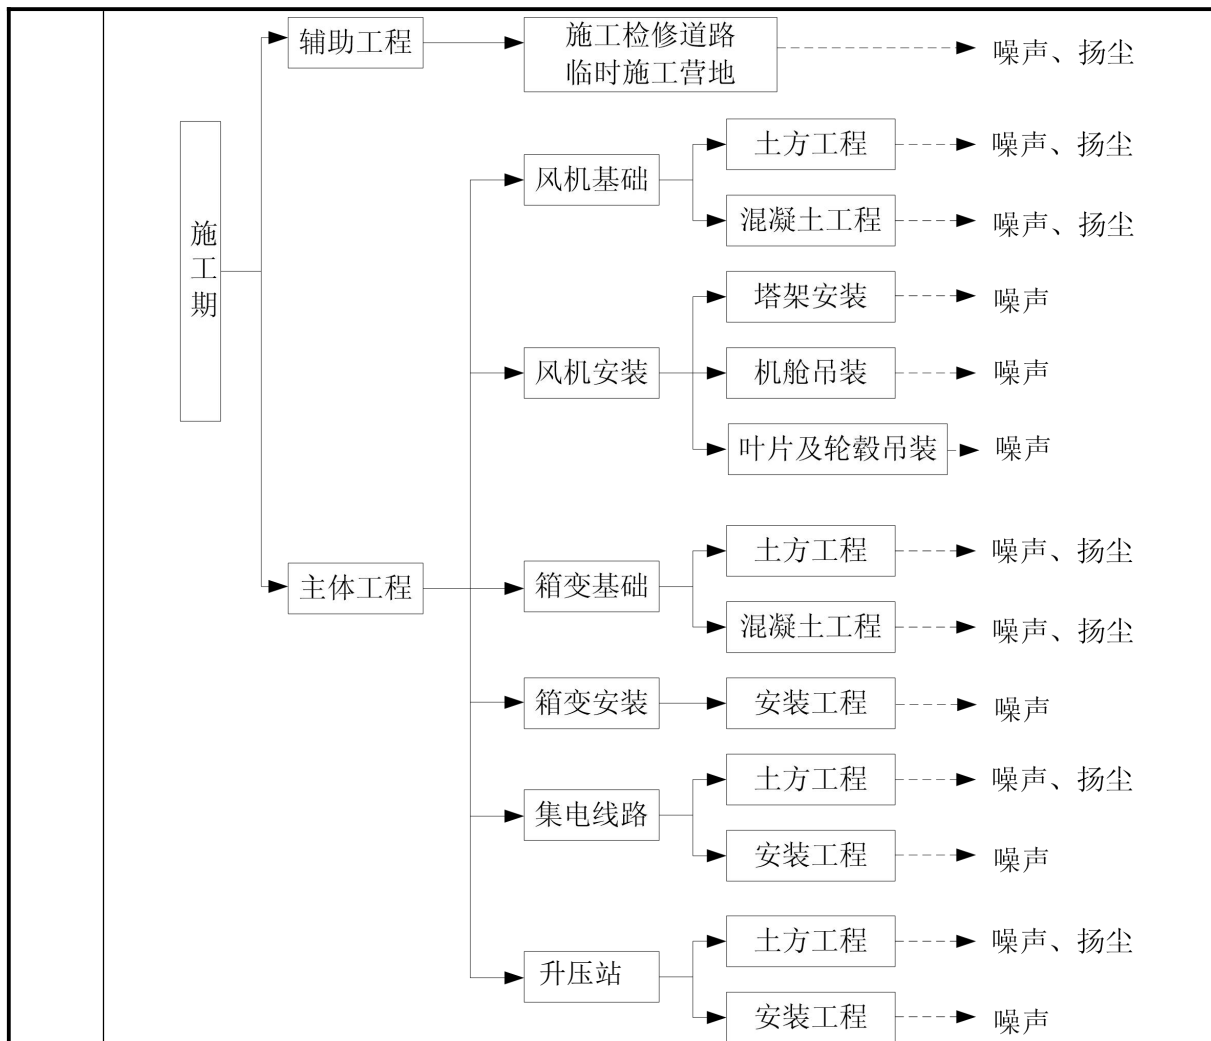 辅助工程
施工检修道路
临时施工营地
噪声、扬尘
施工期
风机基础
土方工程
噪声、扬尘
混凝土工程
噪声、扬尘
风机安装
塔架安装
噪声
机舱吊装
噪声
叶片及轮毂吊装
噪声
主体工程
箱变基础
土方工程
噪声、扬尘
混凝土工程
噪声、扬尘
箱变安装
安装工程
噪声
集电线路
土方工程
噪声、扬尘
安装工程
噪声
升压站
土方工程
噪声、扬尘
安装工程
噪声